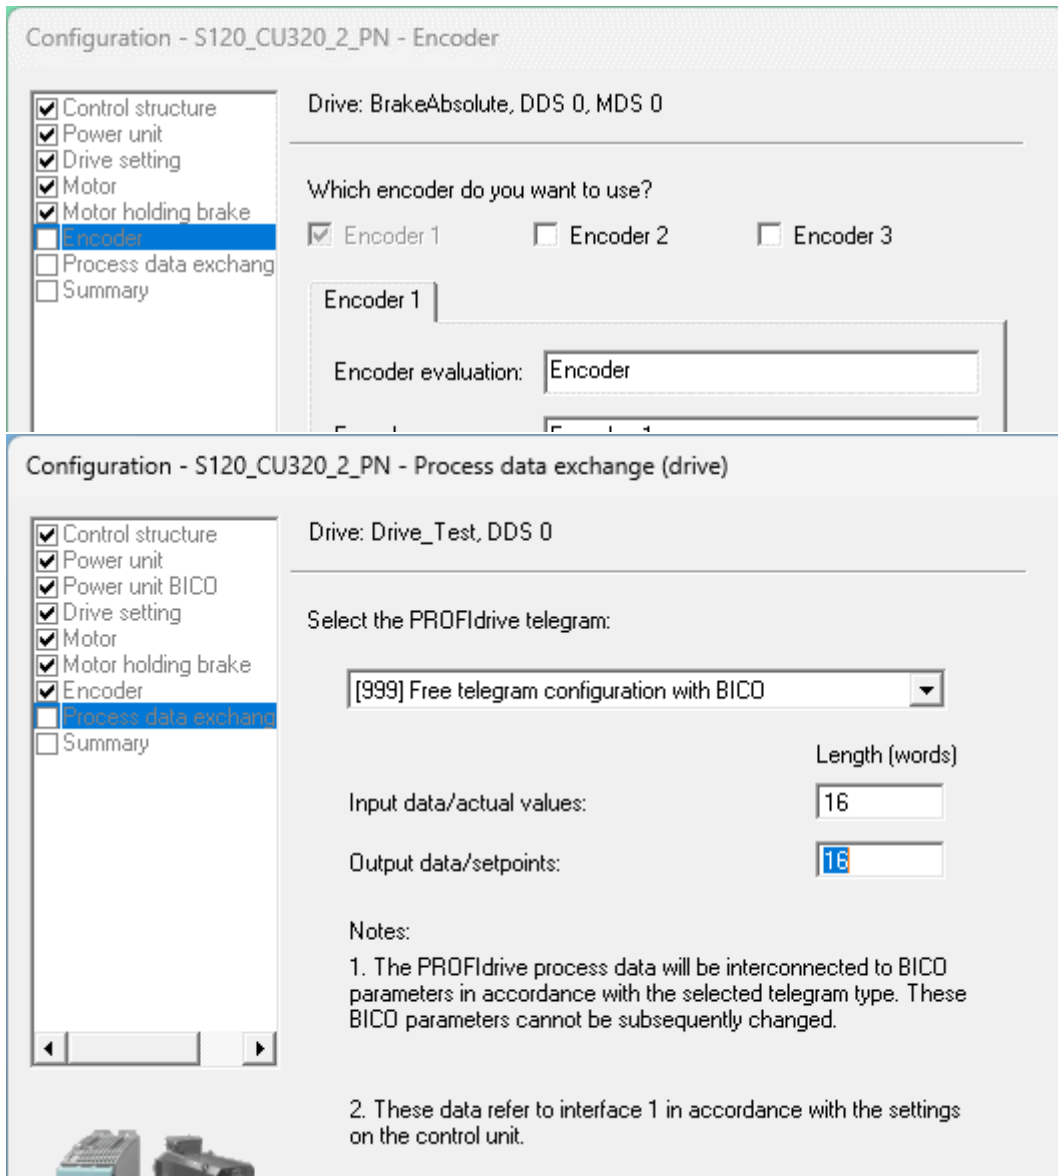 Configuration - S120_CU320_2_PN - Encoder
Control structure
Power unit
Drive setting
Motor
Motor holding brake
Encoder
Process data exchang
Summary
Drive: BrakeAbsolute, DDS 0, MDS 0
Which encoder do you want to use?
Encoder 1
Encoder 2
Encoder 3
Encoder 1
Encoder evaluation:
Encoder
Configuration - S120_CU320_2_PN - Process data exchange (drive)
Control structure
Power unit
Power unit BICO
Drive setting
Motor
Motor holding brake
Encoder
Process data exchang
Summary
Drive: Drive_Test, DDS 0
Select the PROFIdrive telegram:
[999] Free telegram configuration with BICO
Length (words)
Input data/actual values:
16
Output data/setpoints:
16
Notes:
1. The PROFIdrive process data will be interconnected to BICO
parameters in accordance with the selected telegram type. These
BICO parameters cannot be subsequently changed.
2. These data refer to interface 1 in accordance with the settings
on the control unit.